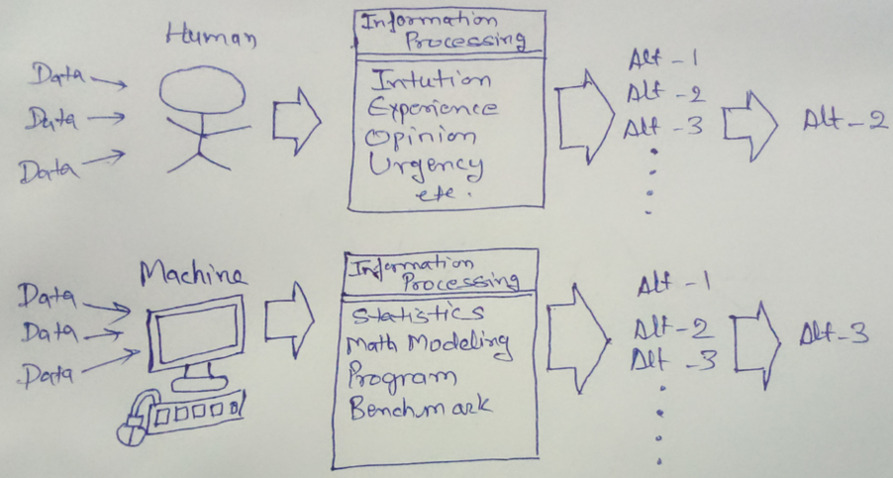 Human
Data
Data
Data
Information
Processing
Intution
Experience
Opinion
Urgency
etc.
Alt-1
Alt-2
Alt-3
Alt-2
Machine
Data
Data
Data
Information
Processing
Statistics
Math Modeling
Program
Benchmark
Alt-1
Alt-2
Alt-3
Alt-3